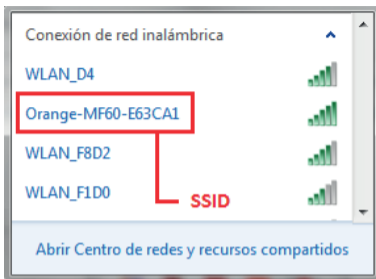 Conexión de red inalámbrica
WLAN_D4
Orange-MF60-E63CA1
WLAN_F8D2
WLAN_F1D0
SSID
Abrir Centro de redes y recursos compartidos